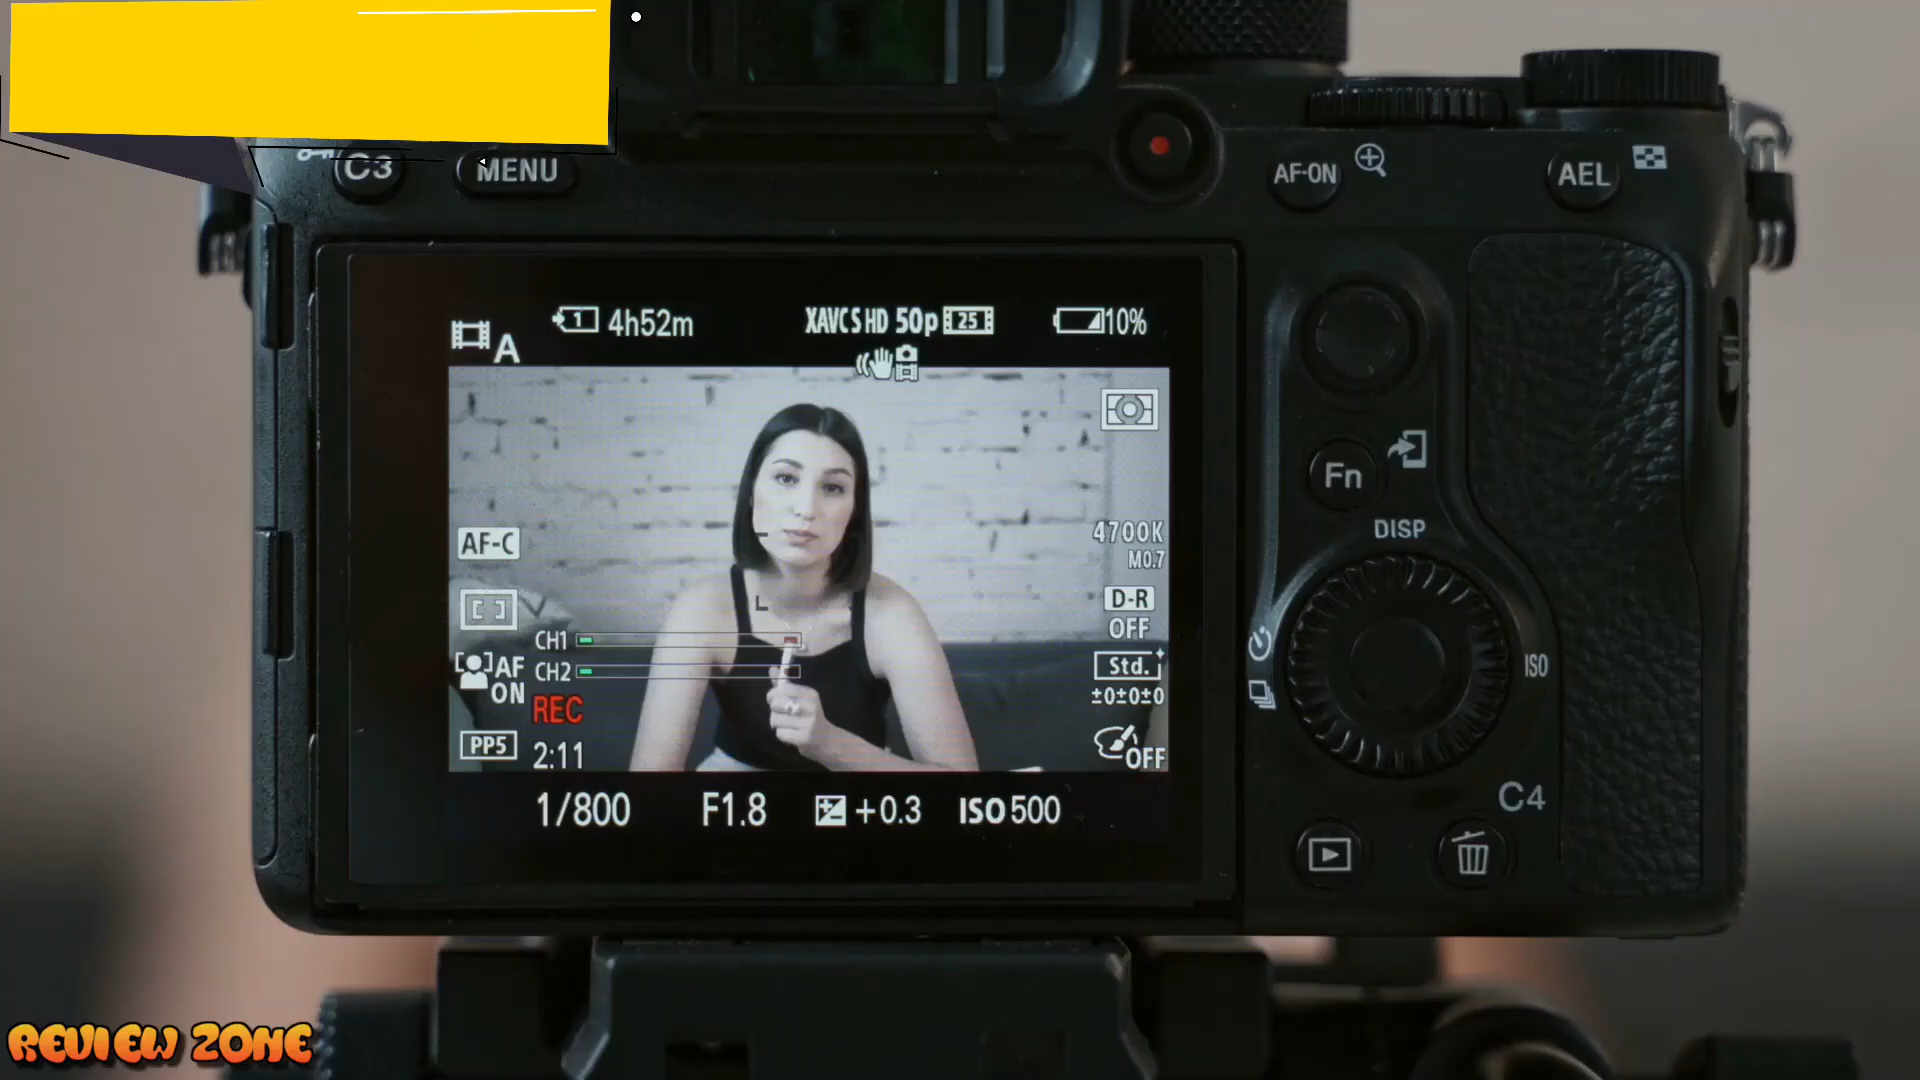 C3
MENU
AF-ON
AEL
1 4h52m
XAVC S HD 50p 25
10%
A
AF-C
4700K
M0.7
D-R
OFF
CH1
CH2
AF
ON
Std.
±0±0±0
REC
PP5
2:11
OFF
1/800
F1.8
+0.3
ISO 500
Fn
DISP
ISO
C4
REVIEW ZONE